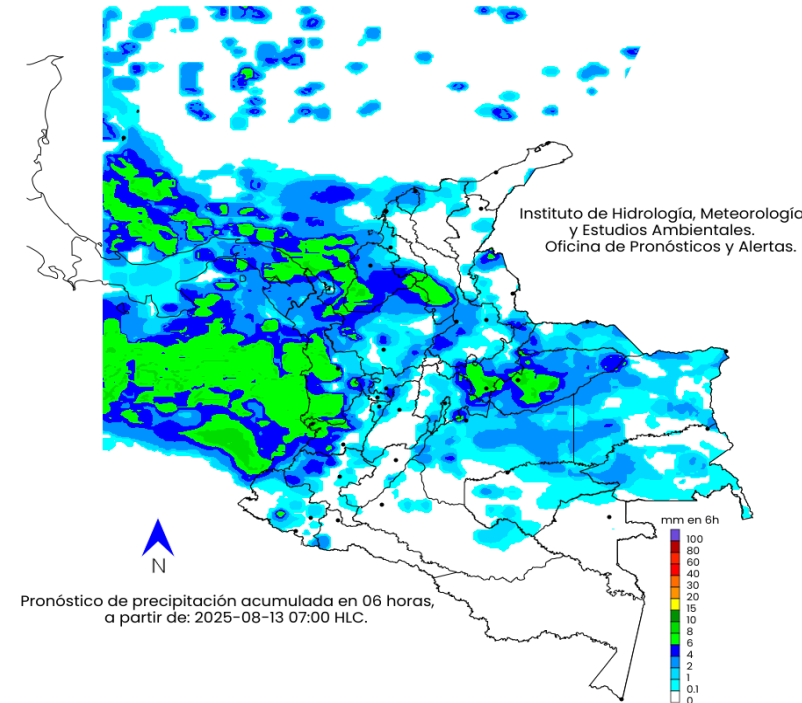 Instituto de Hidrología, Meteorología
y Estudios Ambientales.
Oficina de Pronósticos y Alertas.
mm en 6h
100
80
60
40
30
20
15
10
8
6
4
2
1
0.1
0
N
Pronóstico de precipitación acumulada en 06 horas,
a partir de: 2025-08-13 07:00 HLC.